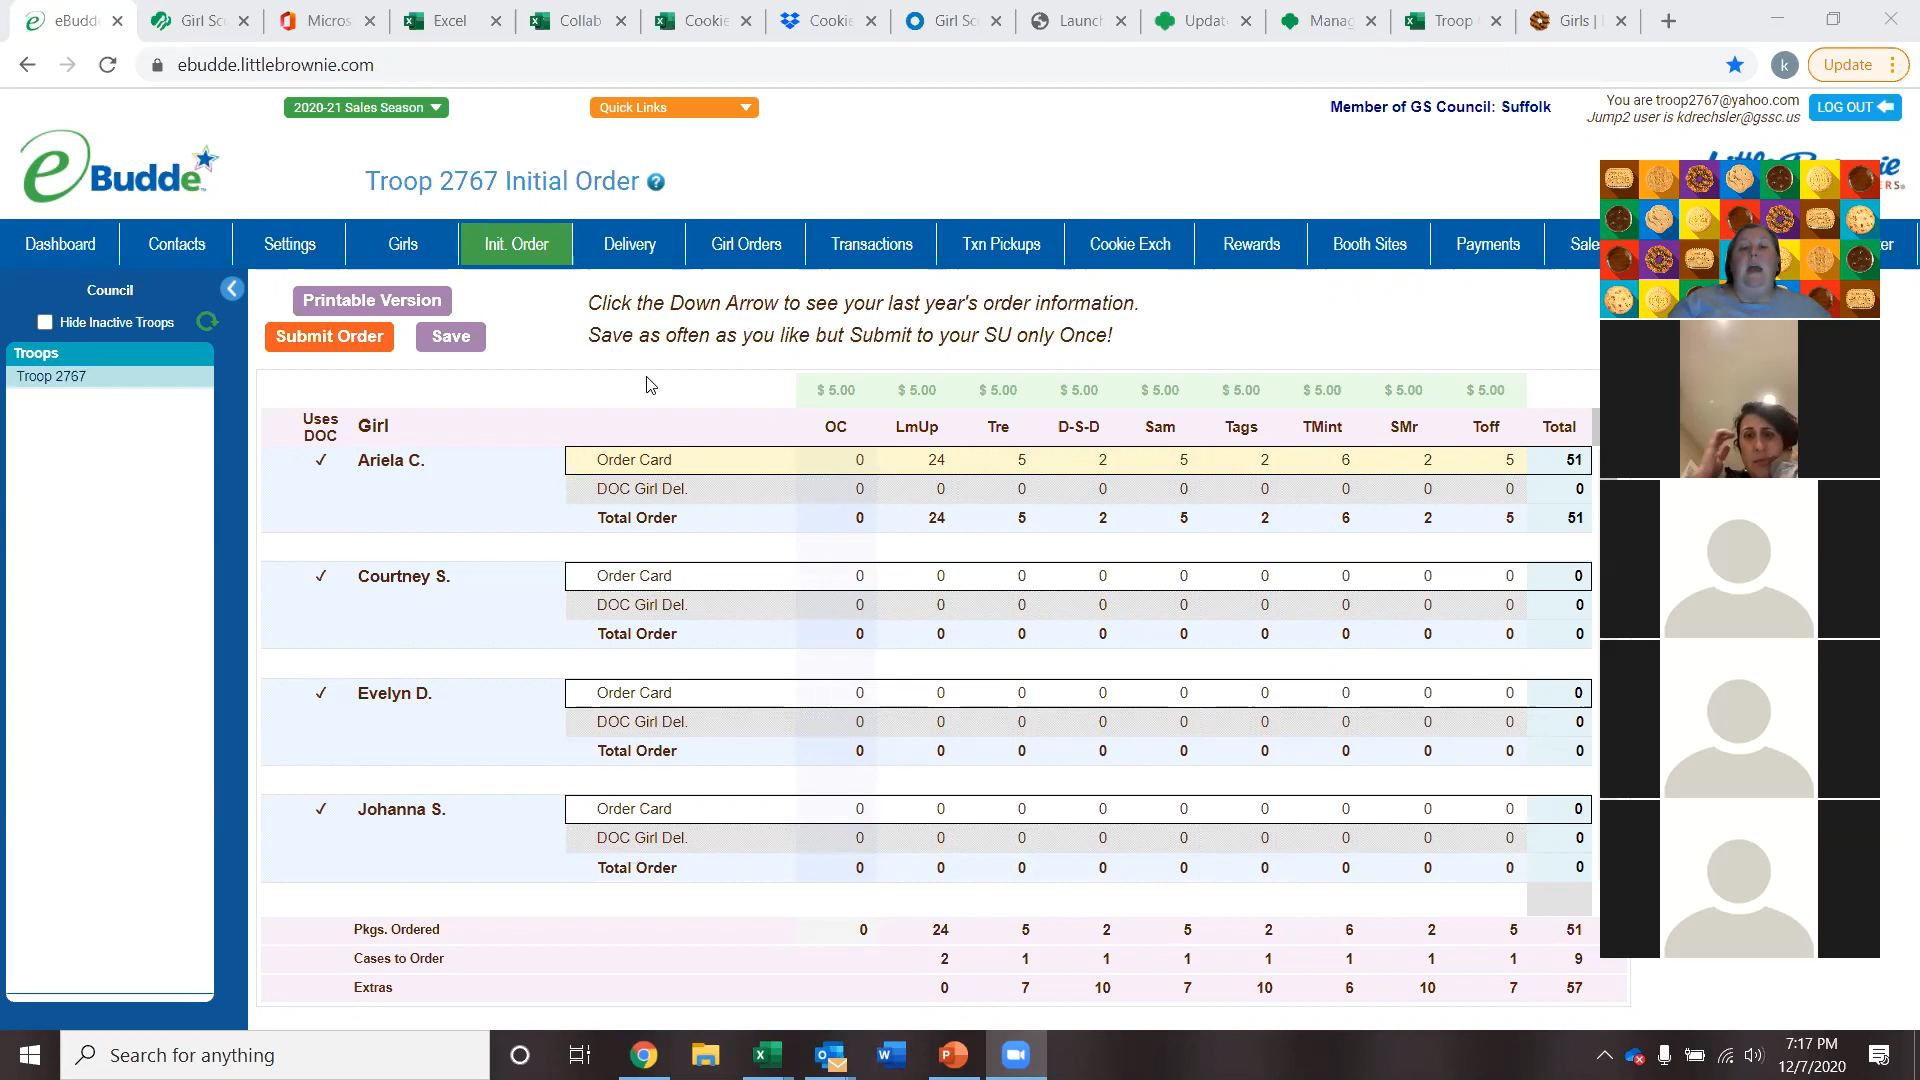 eBudde
Girl Sc
Micros
Excel
Collab
Cookie
Cookie
Girl Sc
Launc
Updat
Manag
Troop
Girls |
ebudde.littlebrownie.com
k
Update
2020-21 Sales Season
Quick Links
Member of GS Council: Suffolk
You are troop2767@yahoo.com
Jump2 user is kdrechsler@gssc.us
LOG OUT
eBudde
Troop 2767 Initial Order
Dashboard Contacts Settings Girls Init. Order Delivery Girl Orders Transactions Txn Pickups Cookie Exch Rewards Booth Sites Payments
Council
Hide Inactive Troops
Troops
Troop 2767
Printable Version
Submit Order Save
Click the Down Arrow to see your last year's order information.
Save as often as you like but Submit to your SU only Once!
$ 5.00 $ 5.00 $ 5.00 $ 5.00 $ 5.00 $ 5.00 $ 5.00 $ 5.00 $ 5.00
Uses DOC Girl OC LmUp Tre D-S-D Sam Tags TMint SMr Toff Total
✓ Ariela C. Order Card 0 24 5 2 5 2 6 2 5 51
DOC Girl Del. 0 0 0 0 0 0 0 0 0 0
Total Order 0 24 5 2 5 2 6 2 5 51
✓ Courtney S. Order Card 0 0 0 0 0 0 0 0 0 0
DOC Girl Del. 0 0 0 0 0 0 0 0 0 0
Total Order 0 0 0 0 0 0 0 0 0 0
✓ Evelyn D. Order Card 0 0 0 0 0 0 0 0 0 0
DOC Girl Del. 0 0 0 0 0 0 0 0 0 0
Total Order 0 0 0 0 0 0 0 0 0 0
✓ Johanna S. Order Card 0 0 0 0 0 0 0 0 0 0
DOC Girl Del. 0 0 0 0 0 0 0 0 0 0
Total Order 0 0 0 0 0 0 0 0 0 0
Pkgs. Ordered 0 24 5 2 5 2 6 2 5 51
Cases to Order 2 1 1 1 1 1 1 1 9
Extras 0 7 10 7 10 6 10 7 57
Search for anything
7:17 PM
12/7/2020